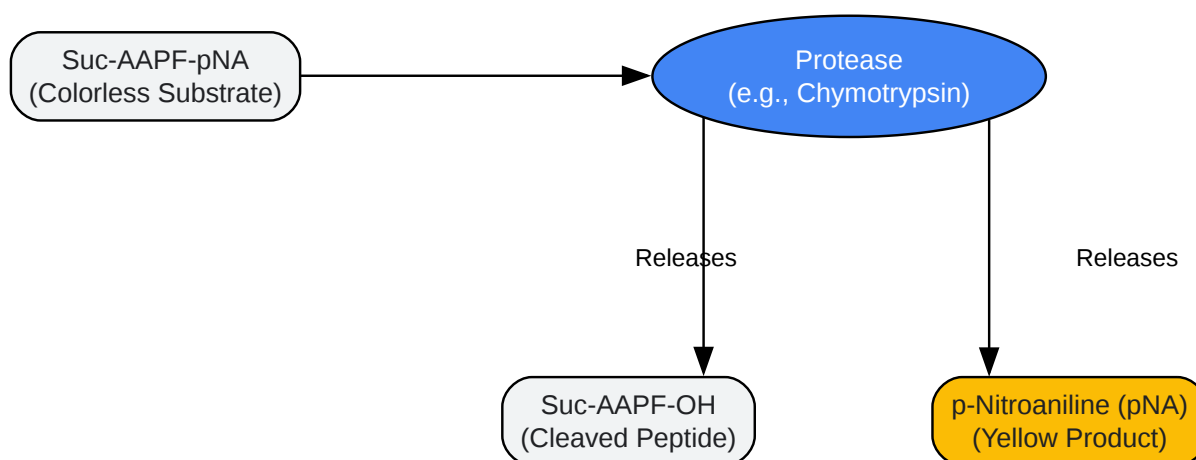 Suc-AAPF-pNA
(Colorless Substrate)
Protease
(e.g., Chymotrypsin)
Releases
Releases
Suc-AAPF-OH
(Cleaved Peptide)
p-Nitroaniline (pNA)
(Yellow Product)